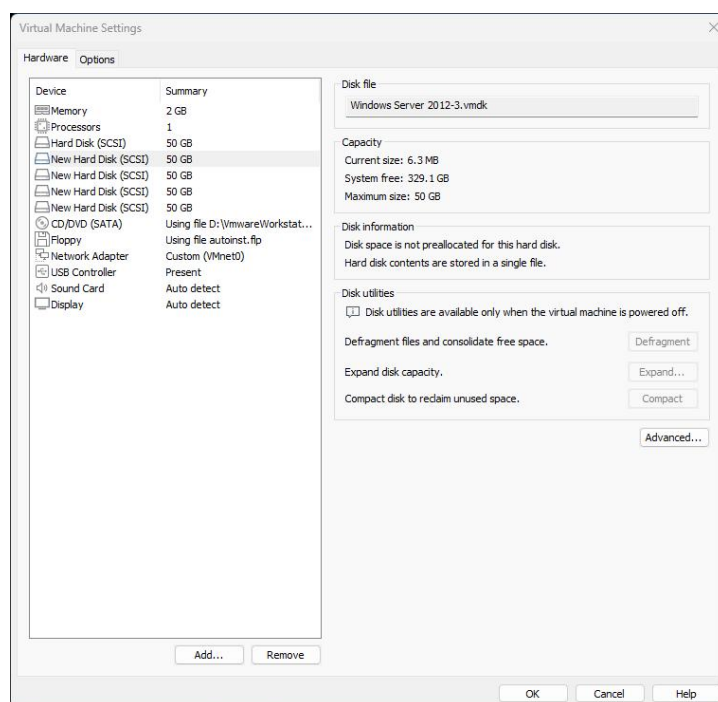 Virtual Machine Settings
Hardware Options
Device Summary
Memory 2 GB
Processors 1
Hard Disk (SCSI) 50 GB
New Hard Disk (SCSI) 50 GB
New Hard Disk (SCSI) 50 GB
New Hard Disk (SCSI) 50 GB
New Hard Disk (SCSI) 50 GB
CD/DVD (SATA) Using file D:\VmwareWorkstat...
Floppy Using file autoinst.flp
Network Adapter Custom (VMnet0)
USB Controller Present
Sound Card Auto detect
Display Auto detect
Add... Remove
Disk file
Windows Server 2012-3.vmdk
Capacity
Current size: 6.3 MB
System free: 329.1 GB
Maximum size: 50 GB
Disk information
Disk space is not preallocated for this hard disk.
Hard disk contents are stored in a single file.
Disk utilities
Disk utilities are available only when the virtual machine is powered off.
Defragment files and consolidate free space. Defragment
Expand disk capacity. Expand...
Compact disk to reclaim unused space. Compact
Advanced...
OK Cancel Help